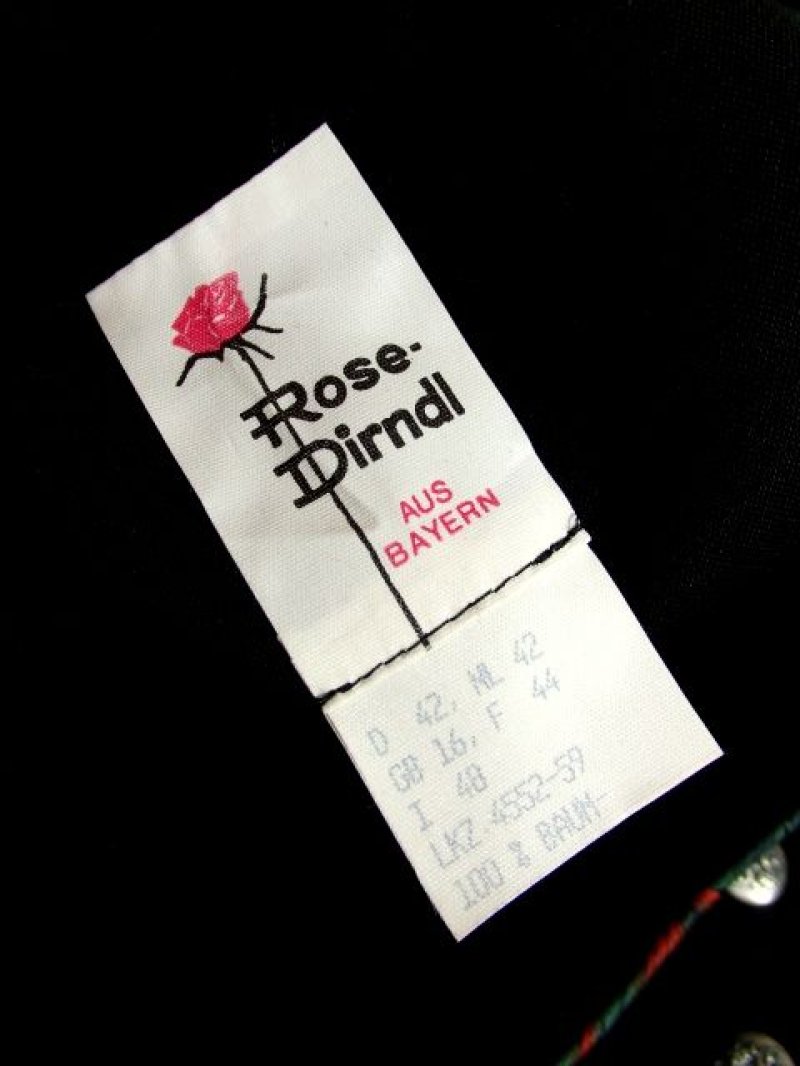 Rose-
Dirndl
AUS
BAYERN
D 42, NL 42
GB 16, F 44
I 48
LKZ 4552-59
100 % BAUM-